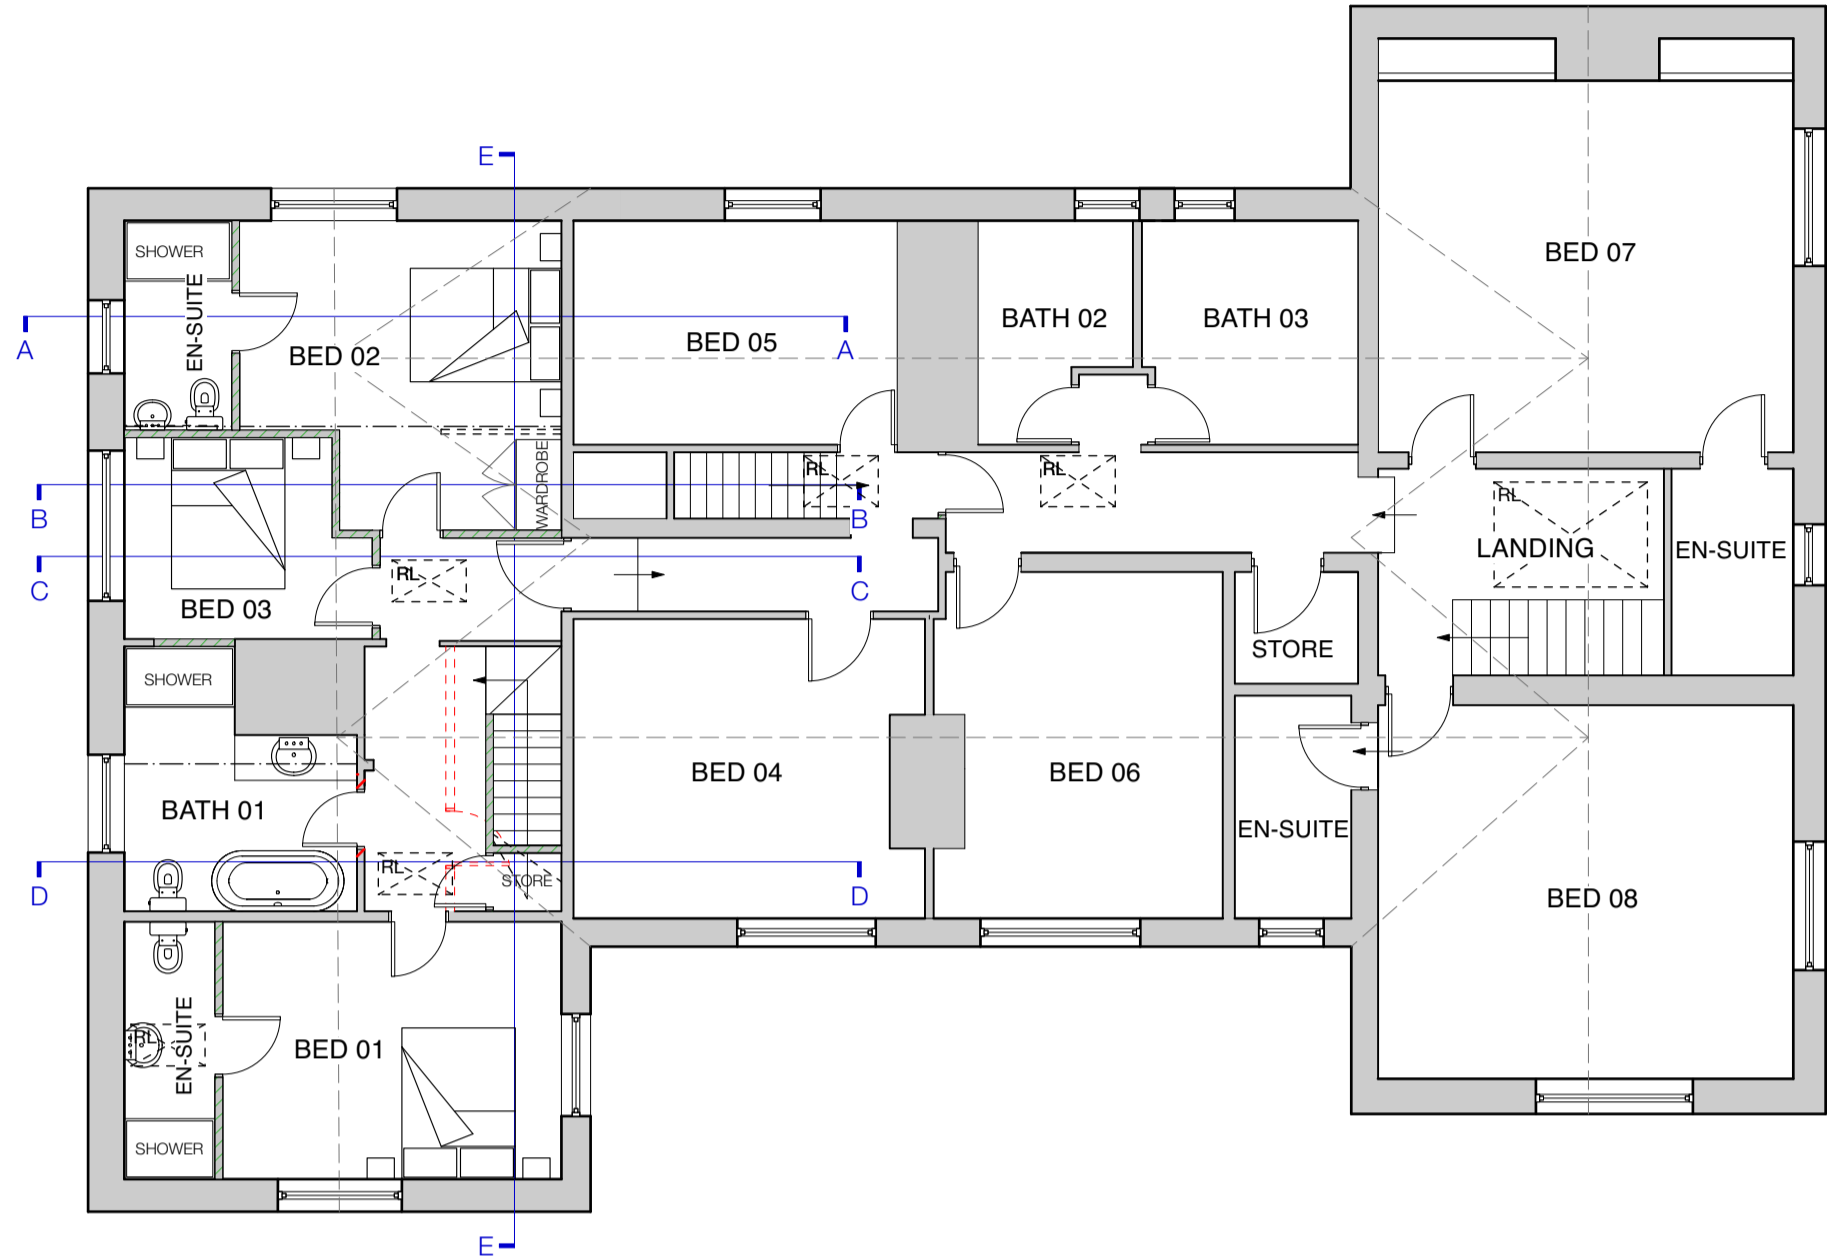 E
SHOWER
EN-SUITE
BED 02
A
A
BED 05
BATH 02
BATH 03
BED 07
WARDROBE
RL
RL
RL
B
B
LANDING
EN-SUITE
C
C
RL
BED 03
STORE
SHOWER
BED 04
BED 06
BATH 01
EN-SUITE
D
D
RL
STORE
BED 08
RL
EN-SUITE
BED 01
SHOWER
E